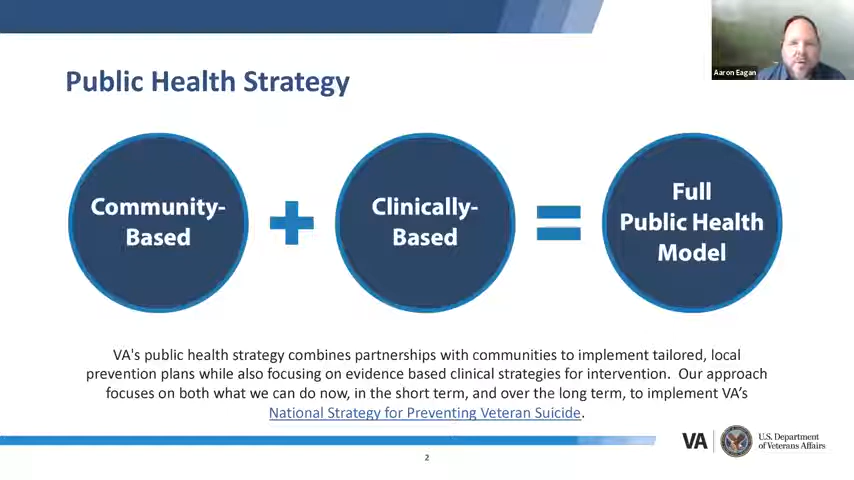 Aaron Eagan
Public Health Strategy
Community-
Based
+
Clinically-
Based
=
Full
Public Health
Model
VA's public health strategy combines partnerships with communities to implement tailored, local
prevention plans while also focusing on evidence based clinical strategies for intervention.  Our approach
focuses on both what we can do now, in the short term, and over the long term, to implement VA's
National Strategy for Preventing Veteran Suicide.
VA
U.S. Department
of Veterans Affairs
2